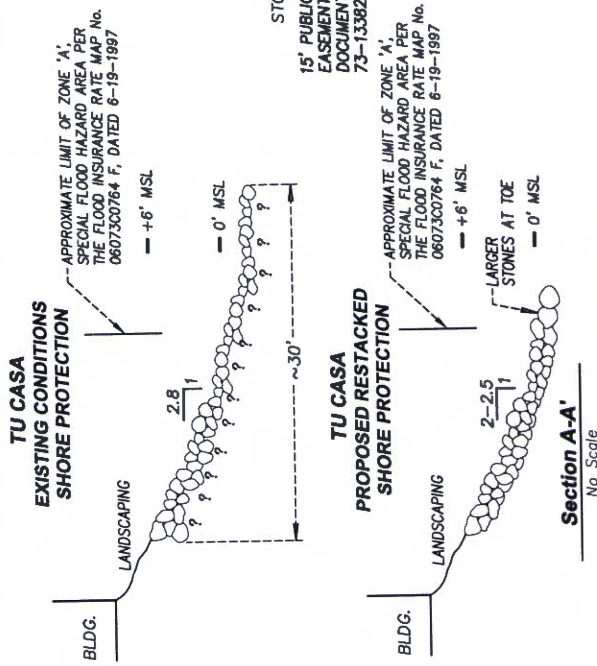 TU CASA
EXISTING CONDITIONS
SHORE PROTECTION
APPROXIMATE LIMIT OF ZONE 'A',
SPECIAL FLOOD HAZARD AREA PER
THE FLOOD INSURANCE RATE MAP No.
06073C0764 F, DATED 6-19-1997
+6' MSL
BLDG.
LANDSCAPING
2.8
1
0' MSL
? ? ? ? ? ? ? ? ? ?
~30'
15' PUBLIC
EASEMENT
DOCUMENT
73-13382
TU CASA
PROPOSED RESTACKED
SHORE PROTECTION
APPROXIMATE LIMIT OF ZONE 'A',
SPECIAL FLOOD HAZARD AREA PER
THE FLOOD INSURANCE RATE MAP No.
06073C0764 F, DATED 6-19-1997
+6' MSL
BLDG.
LANDSCAPING
2-2.5
1
LARGER
STONES AT TOE
0' MSL
Section A-A'
No Scale